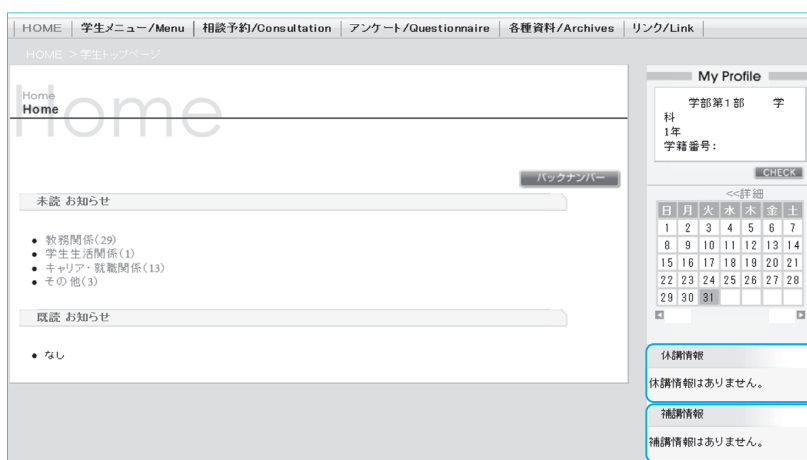 HOME 学生メニュー/Menu 相談予約/Consultation アンケート/Questionnaire 各種資料/Archives リンク/Link
HOME > 学生トップページ
Home
Home
Home
バックナンバー
未読 お知らせ
● 教務関係(29)
● 学生生活関係(1)
● キャリア・就職関係(13)
● その他(3)
既読 お知らせ
● なし
My Profile
学部第1部 学
科
1年
学籍番号:
CHECK
<<詳細
日 月 火 水 木 金 土
1 2 3 4 5 6 7
8 9 10 11 12 13 14
15 16 17 18 19 20 21
22 23 24 25 26 27 28
29 30 31
休講情報
休講情報はありません。
補講情報
補講情報はありません。